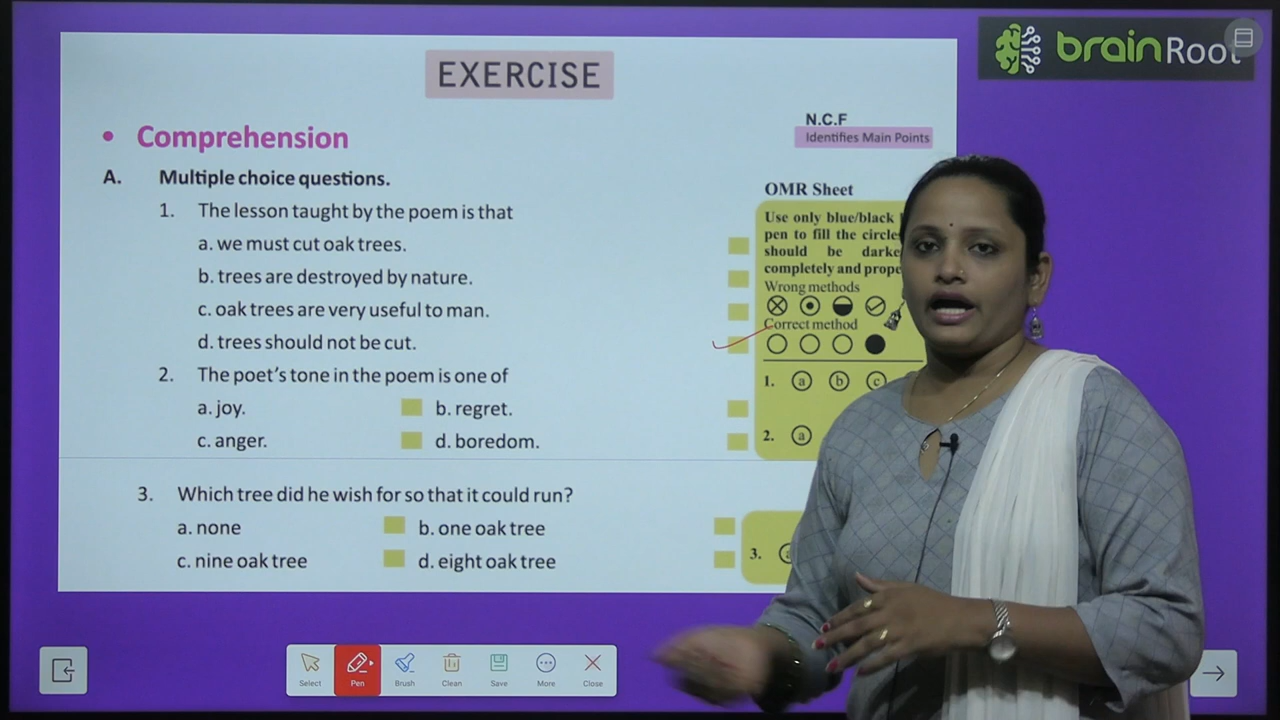 EXERCISE
brainRoot
• Comprehension
N.C.F
Identifies Main Points
A. Multiple choice questions.
1. The lesson taught by the poem is that
a. we must cut oak trees.
b. trees are destroyed by nature.
c. oak trees are very useful to man.
d. trees should not be cut.
2. The poet's tone in the poem is one of
a. joy. b. regret.
c. anger. d. boredom.
3. Which tree did he wish for so that it could run?
a. none b. one oak tree
c. nine oak tree d. eight oak tree
OMR Sheet
Use only blue/black
pen to fill the
should be
completely and
Wrong methods
Correct method
1. a b c
2. a
3.
Select Pen Brush Clean Save More Close